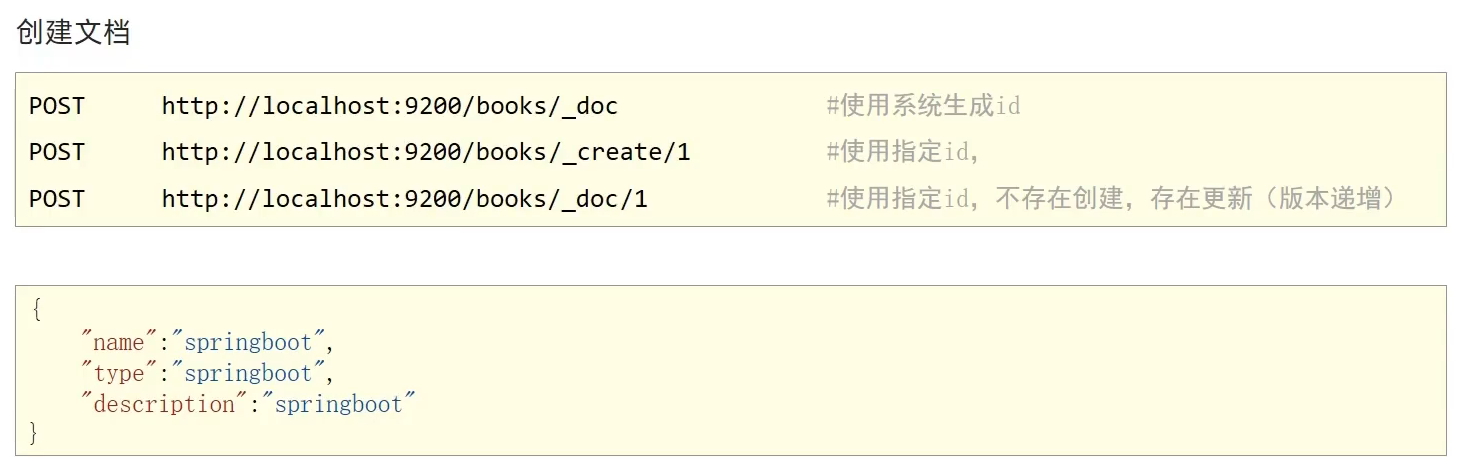 创建文档
POST http://localhost:9200/books/_doc #使用系统生成id
POST http://localhost:9200/books/_create/1 #使用指定id,
POST http://localhost:9200/books/_doc/1 #使用指定id，不存在创建，存在更新（版本递增）
{
"name":"springboot",
"type":"springboot",
"description":"springboot"
}